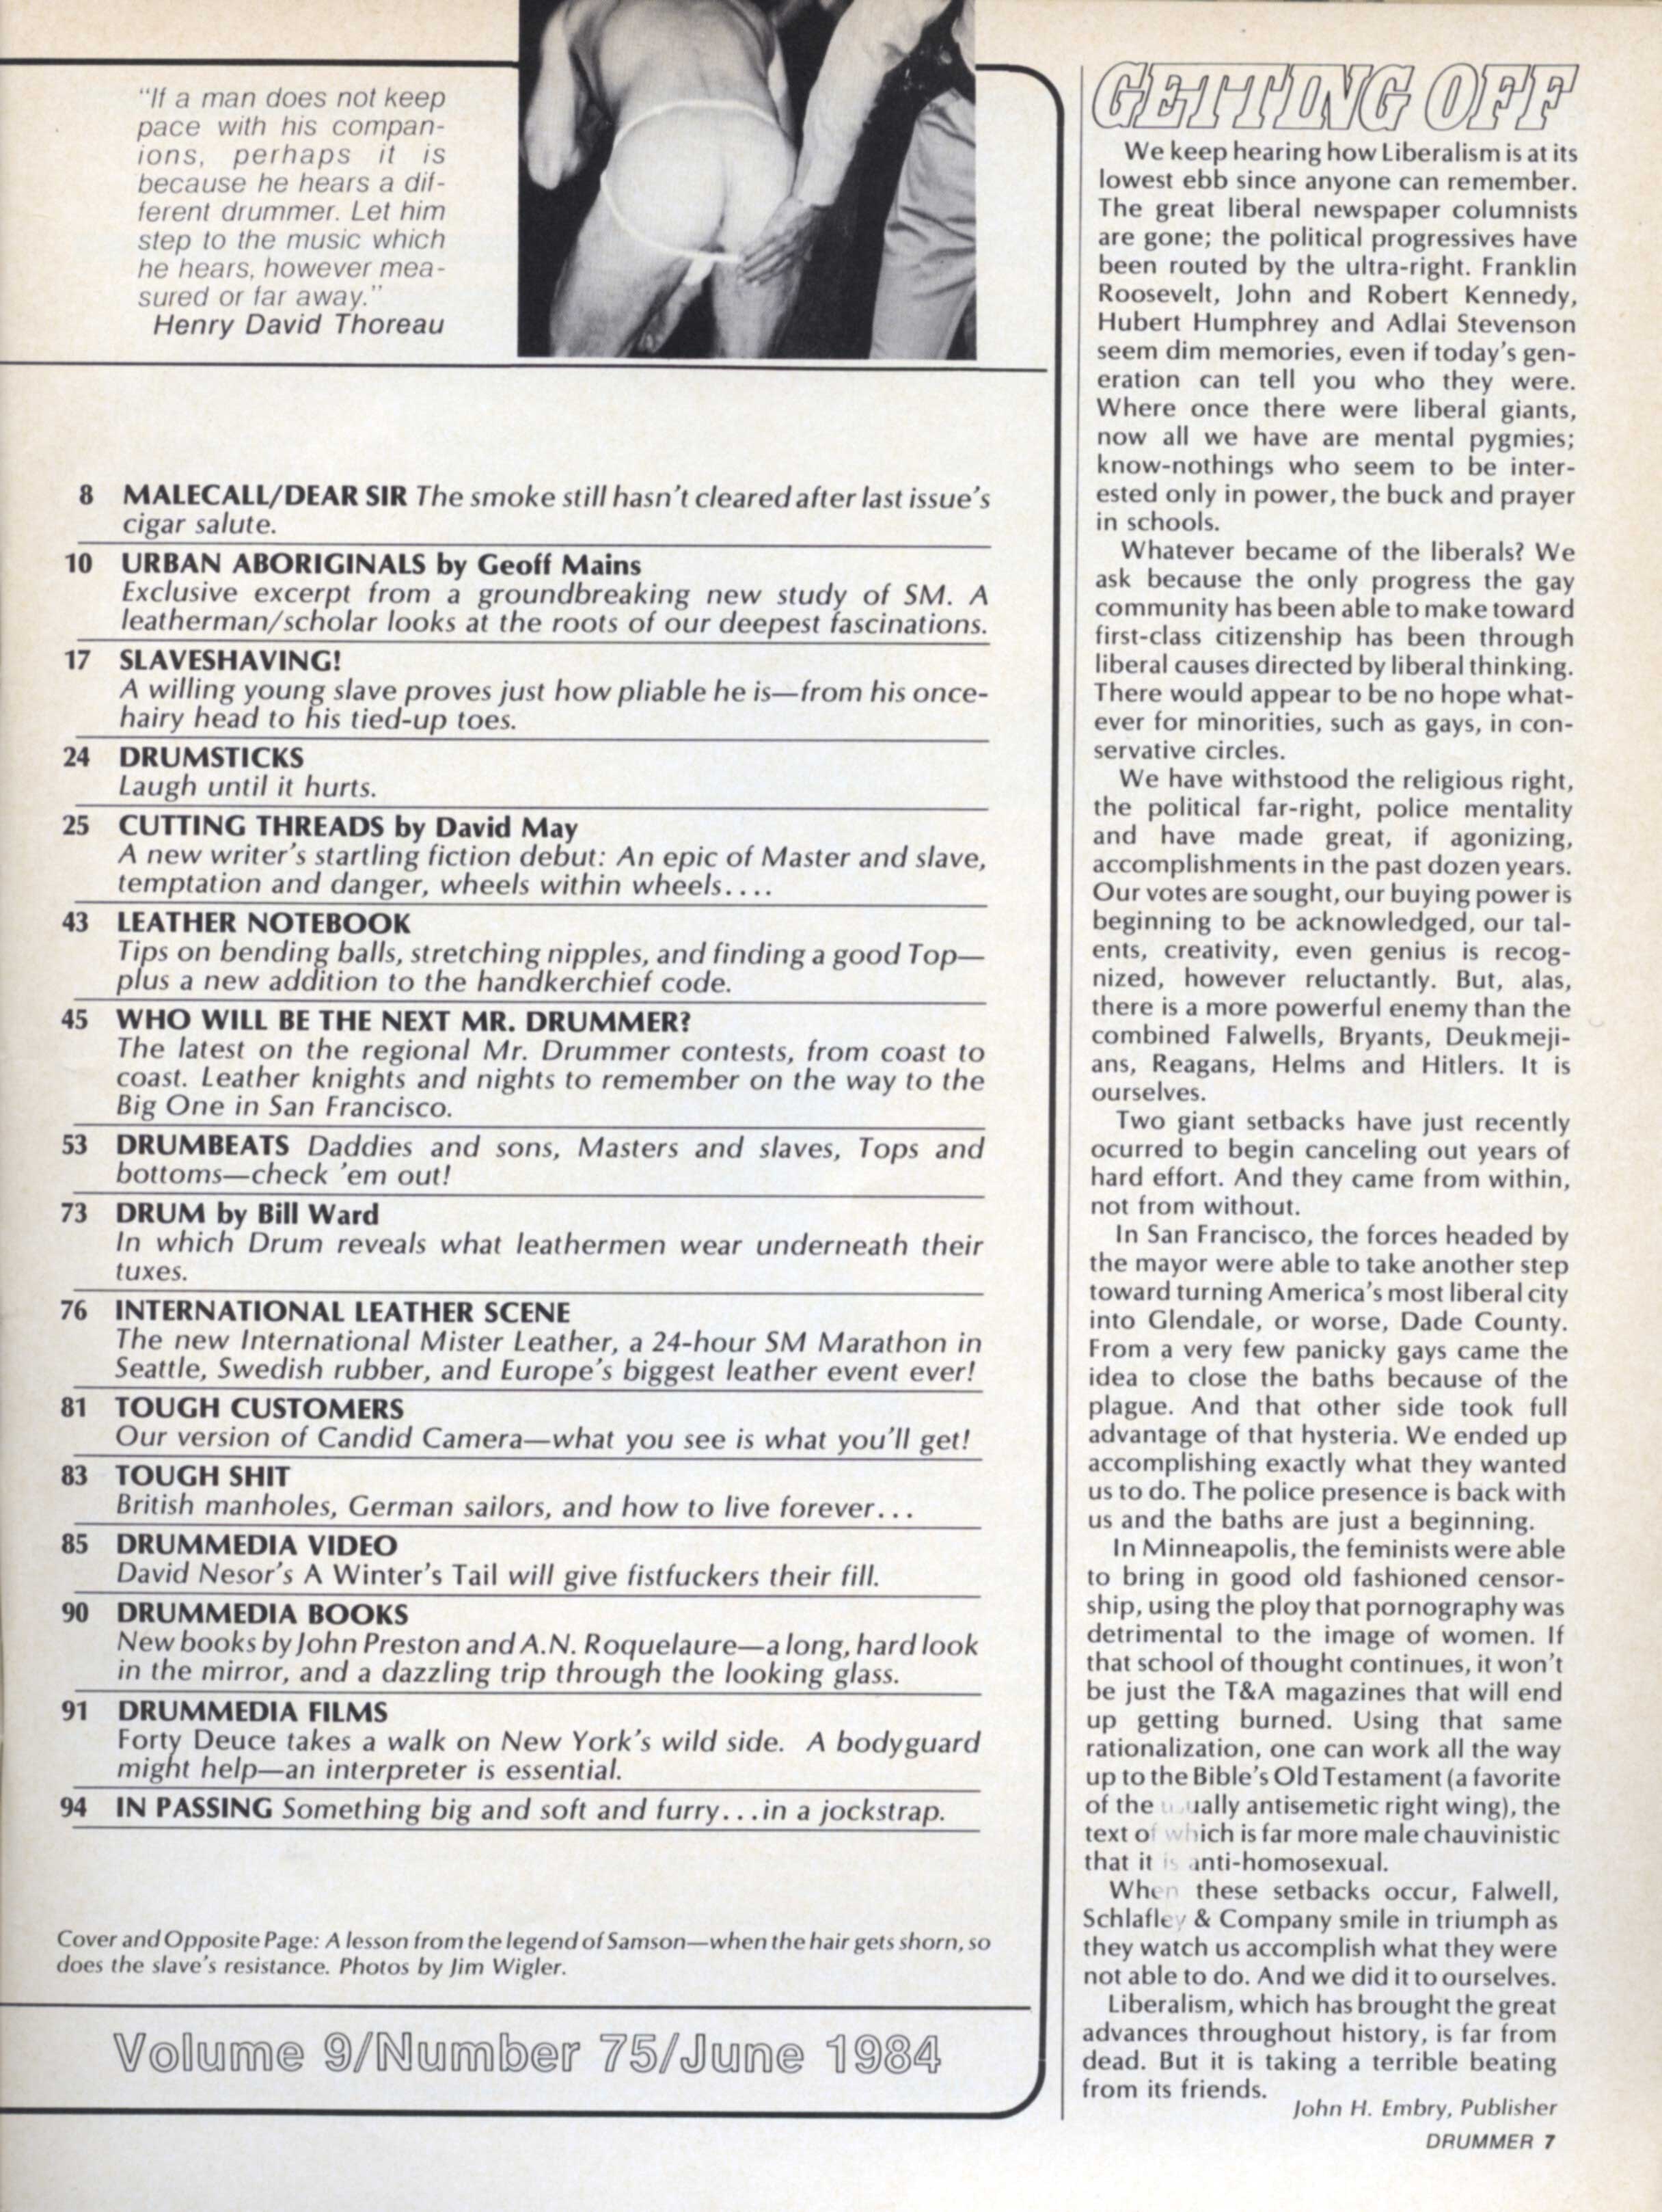 "If a man does not keep
pace with his compan-
ions, perhaps it is
because he hears a dif-
ferent drummer. Let him
step to the music which
he hears, however mea-
sured or far away."
Henry David Thoreau
8 MALECALL/DEAR SIR The smoke still hasn't cleared after last issue's
cigar salute.
10 URBAN ABORIGINALS by Geoff Mains
Exclusive excerpt from a groundbreaking new study of SM. A
leatherman/scholar looks at the roots of our deepest fascinations.
17 SLAVESHAVING!
A willing young slave proves just how pliable he is—from his once-
hairy head to his tied-up toes.
24 DRUMSTICKS
Laugh until it hurts.
25 CUTTING THREADS by David May
A new writer's startling fiction debut: An epic of Master and slave,
temptation and danger, wheels within wheels....
43 LEATHER NOTEBOOK
Tips on bending balls, stretching nipples, and finding a good Top—
plus a new addition to the handkerchief code.
45 WHO WILL BE THE NEXT MR. DRUMMER?
The latest on the regional Mr. Drummer contests, from coast to
coast. Leather knights and nights to remember on the way to the
Big One in San Francisco.
53 DRUMBEATS Daddies and sons, Masters and slaves, Tops and
bottoms—check 'em out!
73 DRUM by Bill Ward
In which Drum reveals what leathermen wear underneath their
tuxes.
76 INTERNATIONAL LEATHER SCENE
The new International Mister Leather, a 24-hour SM Marathon in
Seattle, Swedish rubber, and Europe's biggest leather event ever!
81 TOUGH CUSTOMERS
Our version of Candid Camera—what you see is what you'll get!
83 TOUGH SHIT
British manholes, German sailors, and how to live forever...
85 DRUMMEDIA VIDEO
David Nesor's A Winter's Tail will give fistfuckers their fill.
90 DRUMMEDIA BOOKS
New books by John Preston and A.N. Roquelaure—a long, hard look
in the mirror, and a dazzling trip through the looking glass.
91 DRUMMEDIA FILMS
Forty Deuce takes a walk on New York's wild side. A bodyguard
might help—an interpreter is essential.
94 IN PASSING Something big and soft and furry...in a jockstrap.
Cover and Opposite Page: A lesson from the legend of Samson—when the hair gets shorn, so
does the slave's resistance. Photos by Jim Wigler.
Volume 9/Number 75/June 1984
GETTING OFF
We keep hearing how Liberalism is at its
lowest ebb since anyone can remember.
The great liberal newspaper columnists
are gone; the political progressives have
been routed by the ultra-right. Franklin
Roosevelt, John and Robert Kennedy,
Hubert Humphrey and Adlai Stevenson
seem dim memories, even if today's gen-
eration can tell you who they were.
Where once there were liberal giants,
now all we have are mental pygmies;
know-nothings who seem to be inter-
ested only in power, the buck and prayer
in schools.
Whatever became of the liberals? We
ask because the only progress the gay
community has been able to make toward
first-class citizenship has been through
liberal causes directed by liberal thinking.
There would appear to be no hope what-
ever for minorities, such as gays, in con-
servative circles.
We have withstood the religious right,
the political far-right, police mentality
and have made great, if agonizing,
accomplishments in the past dozen years.
Our votes are sought, our buying power is
beginning to be acknowledged, our tal-
ents, creativity, even genius is recog-
nized, however reluctantly. But, alas,
there is a more powerful enemy than the
combined Falwells, Bryants, Deukmeji-
ans, Reagans, Helms and Hitlers. It is
ourselves.
Two giant setbacks have just recently
ocurred to begin canceling out years of
hard effort. And they came from within,
not from without.
In San Francisco, the forces headed by
the mayor were able to take another step
toward turning America's most liberal city
into Glendale, or worse, Dade County.
From a very few panicky gays came the
idea to close the baths because of the
plague. And that other side took full
advantage of that hysteria. We ended up
accomplishing exactly what they wanted
us to do. The police presence is back with
us and the baths are just a beginning.
In Minneapolis, the feminists were able
to bring in good old fashioned censor-
ship, using the ploy that pornography was
detrimental to the image of women. If
that school of thought continues, it won't
be just the T&A magazines that will end
up getting burned. Using that same
rationalization, one can work all the way
up to the Bible's Old Testament (a favorite
of the usually antisemetic right wing), the
text of which is far more male chauvinistic
that it is anti-homosexual.
When these setbacks occur, Falwell,
Schlafley & Company smile in triumph as
they watch us accomplish what they were
not able to do. And we did it to ourselves.
Liberalism, which has brought the great
advances throughout history, is far from
dead. But it is taking a terrible beating
from its friends.
John H. Embry, Publisher
DRUMMER 7